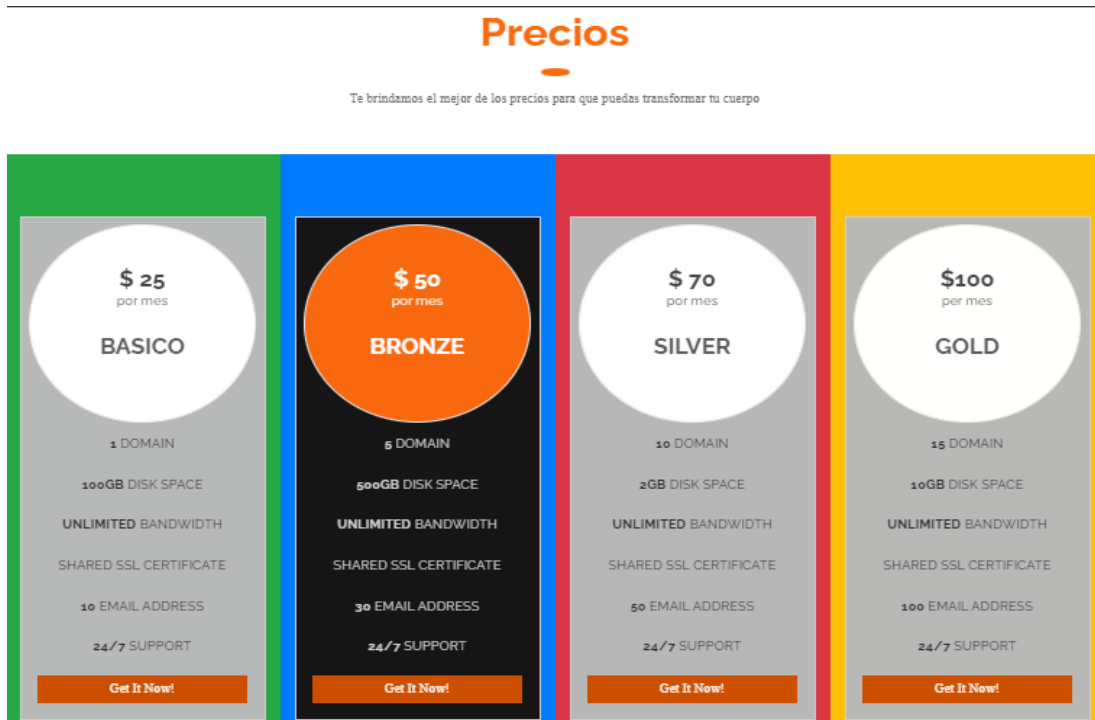 Precios
Te brindamos el mejor de los precios para que puedas transformar tu cuerpo
$ 25
por mes
BASICO
1 DOMAIN
100GB DISK SPACE
UNLIMITED BANDWIDTH
SHARED SSL CERTIFICATE
10 EMAIL ADDRESS
24/7 SUPPORT
Get It Now!
$ 50
por mes
BRONZE
5 DOMAIN
500GB DISK SPACE
UNLIMITED BANDWIDTH
SHARED SSL CERTIFICATE
30 EMAIL ADDRESS
24/7 SUPPORT
Get It Now!
$ 70
por mes
SILVER
10 DOMAIN
2GB DISK SPACE
UNLIMITED BANDWIDTH
SHARED SSL CERTIFICATE
50 EMAIL ADDRESS
24/7 SUPPORT
Get It Now!
$100
per mes
GOLD
15 DOMAIN
10GB DISK SPACE
UNLIMITED BANDWIDTH
SHARED SSL CERTIFICATE
100 EMAIL ADDRESS
24/7 SUPPORT
Get It Now!